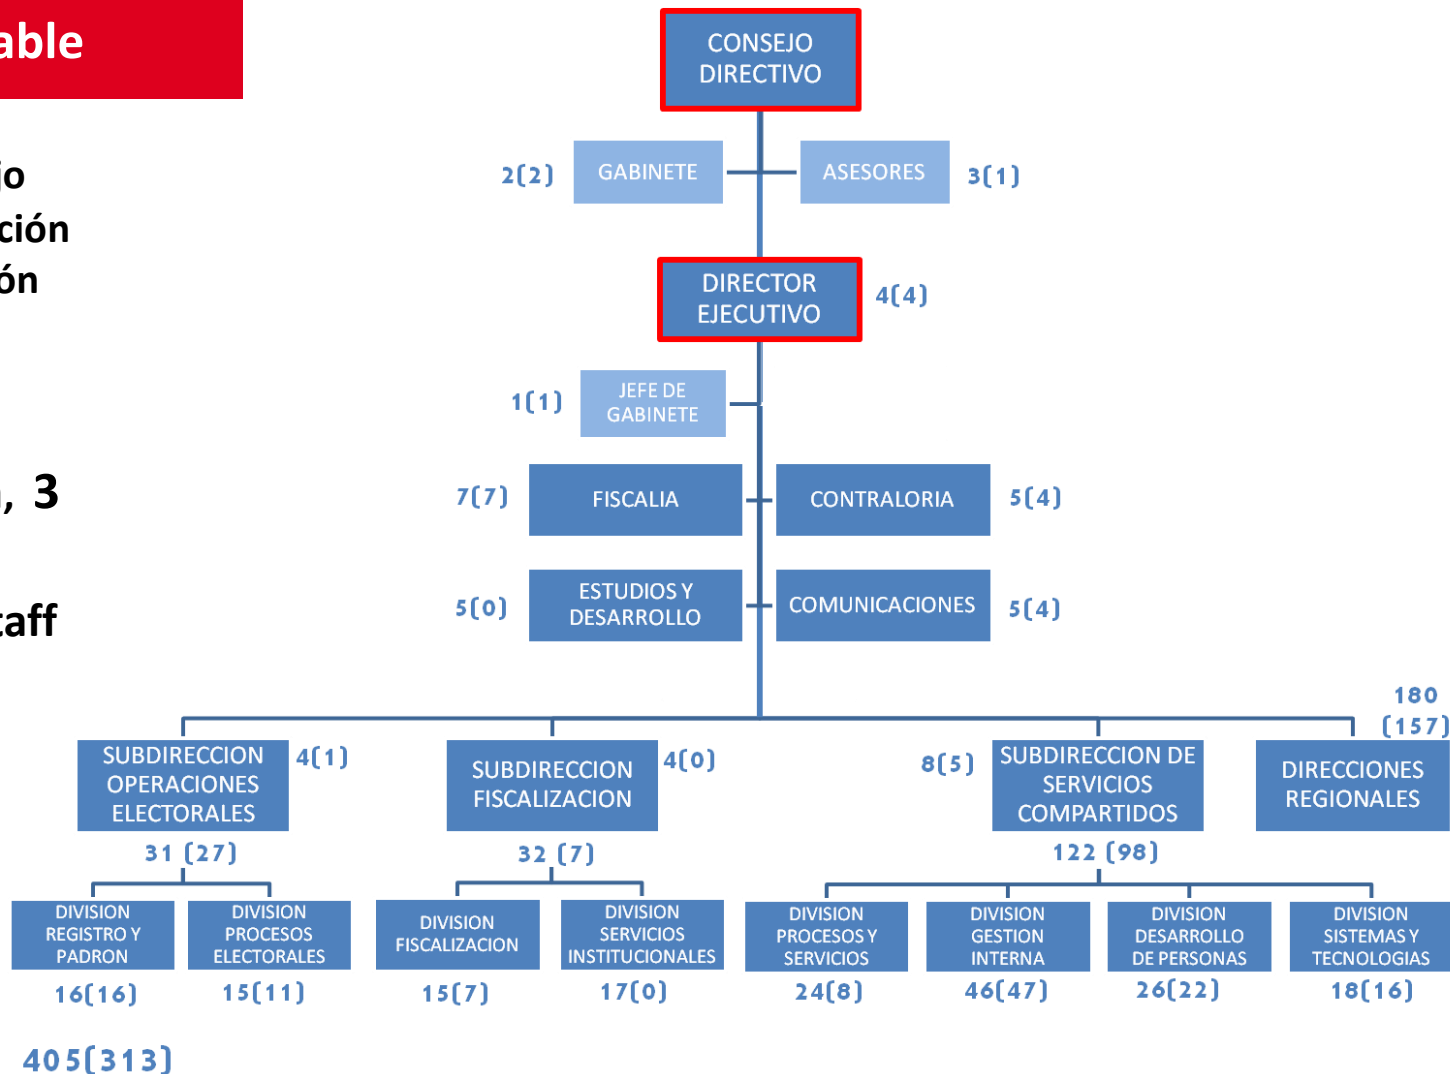 able
CONSEJO
DIRECTIVO
jo
ción
ón
2(2)
GABINETE
ASESORES
3(1)
DIRECTOR
EJECUTIVO
4(4)
1(1)
JEFE DE
GABINETE
, 3
7(7)
FISCALIA
CONTRALORIA
5(4)
5(0)
ESTUDIOS Y
DESARROLLO
COMUNICACIONES
5(4)
taff
180
(157)
SUBDIRECCION
OPERACIONES
ELECTORALES
4(1)
SUBDIRECCION
FISCALIZACION
4(0)
8(5)
SUBDIRECCION DE
SERVICIOS
COMPARTIDOS
DIRECCIONES
REGIONALES
31 (27)
32 (7)
122 (98)
DIVISION
REGISTRO Y
PADRON
DIVISION
PROCESOS
ELECTORALES
DIVISION
FISCALIZACION
DIVISION
SERVICIOS
INSTITUCIONALES
DIVISION
PROCESOS Y
SERVICIOS
DIVISION
GESTION
INTERNA
DIVISION
DESARROLLO
DE PERSONAS
DIVISION
SISTEMAS Y
TECNOLOGIAS
16(16)
15(11)
15(7)
17(0)
24(8)
46(47)
26(22)
18(16)
405(313)